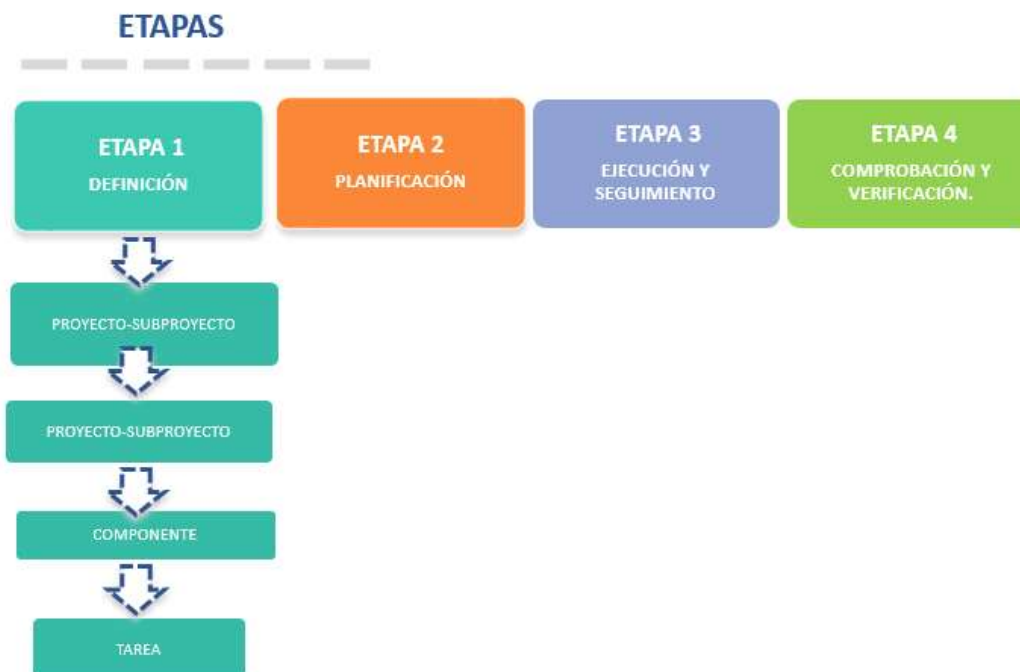 ETAPAS
ETAPA 1
DEFINICIÓN
ETAPA 2
PLANIFICACIÓN
ETAPA 3
EJECUCIÓN Y
SEGUIMIENTO
ETAPA 4
COMPROBACIÓN Y
VERIFICACIÓN.
PROYECTO-SUBPROYECTO
PROYECTO-SUBPROYECTO
COMPONENTE
TAREA